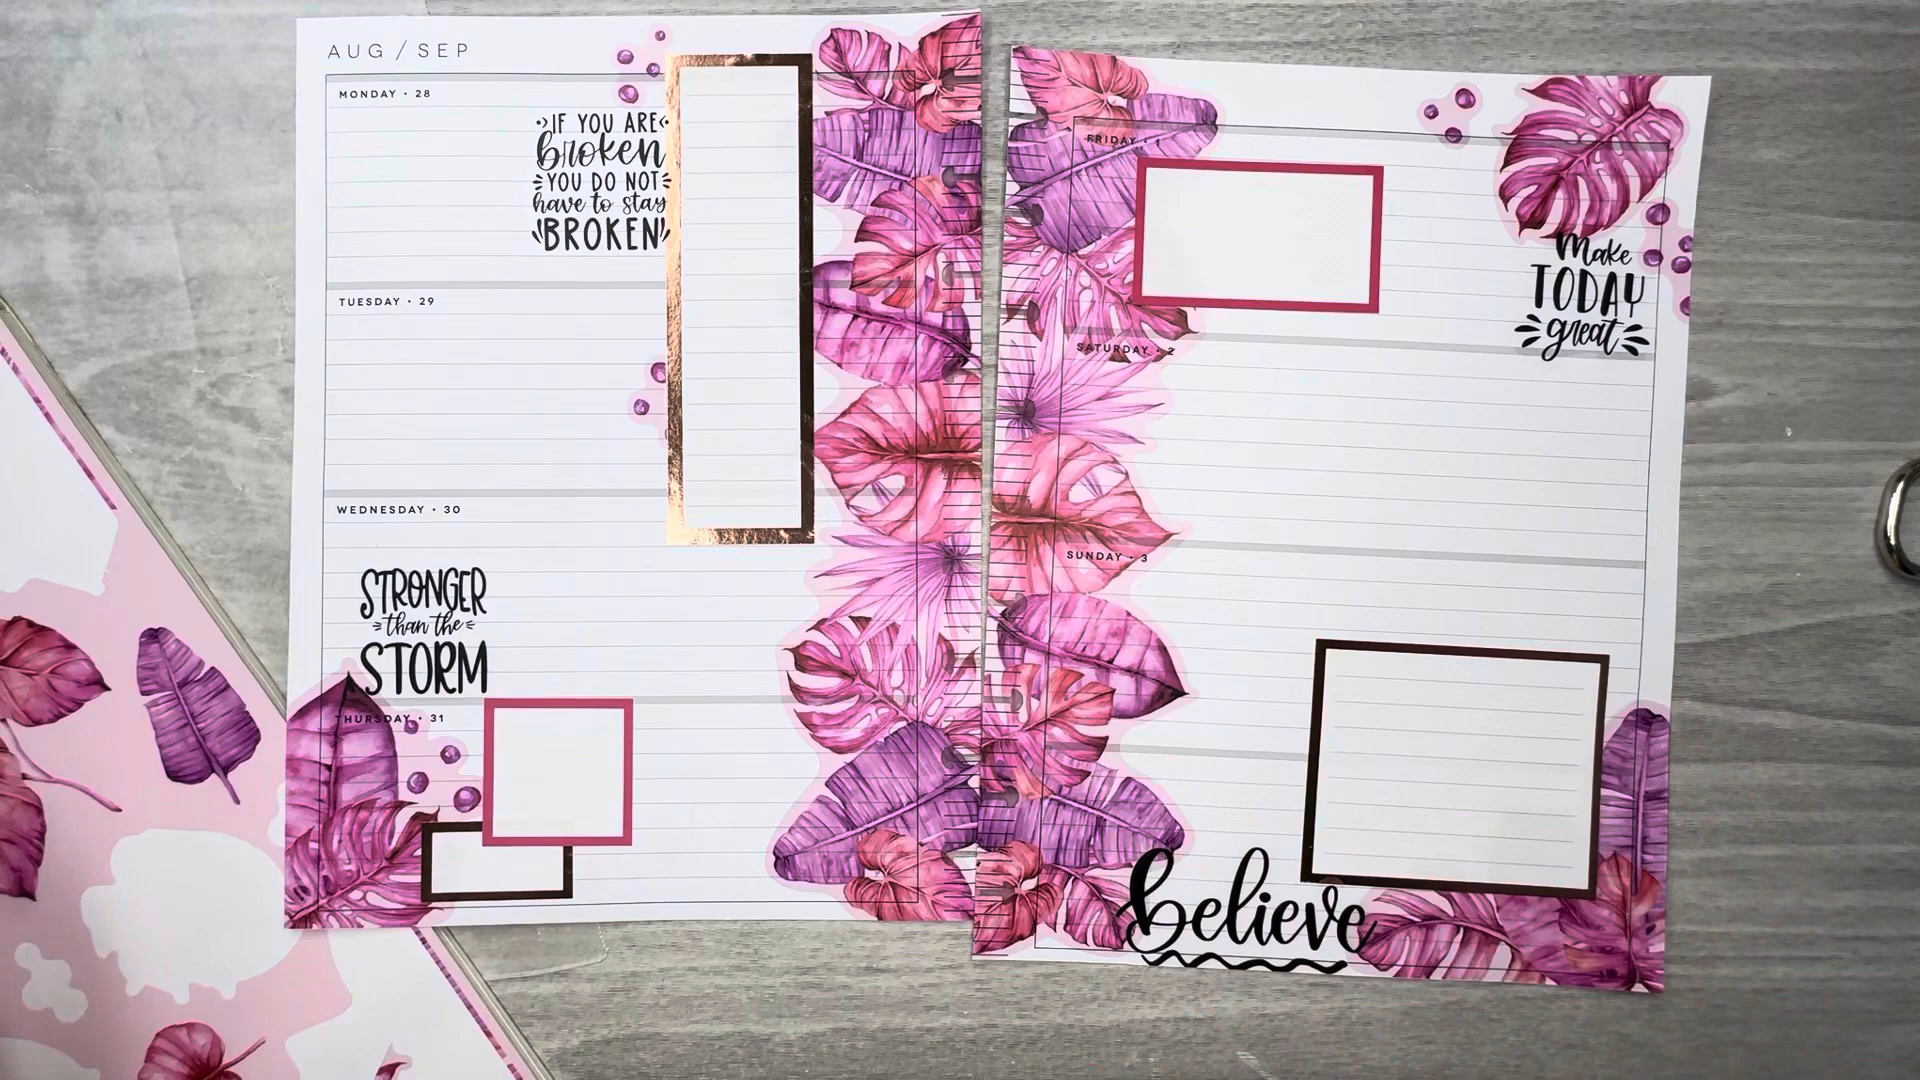 AUG / SEP
MONDAY · 28
IF YOU ARE
broken
YOU DO NOT
have to stay
BROKEN
TUESDAY · 29
WEDNESDAY · 30
STRONGER
than the
STORM
THURSDAY · 31
FRIDAY · 1
Make
TODAY
great
SATURDAY · 2
SUNDAY · 3
believe